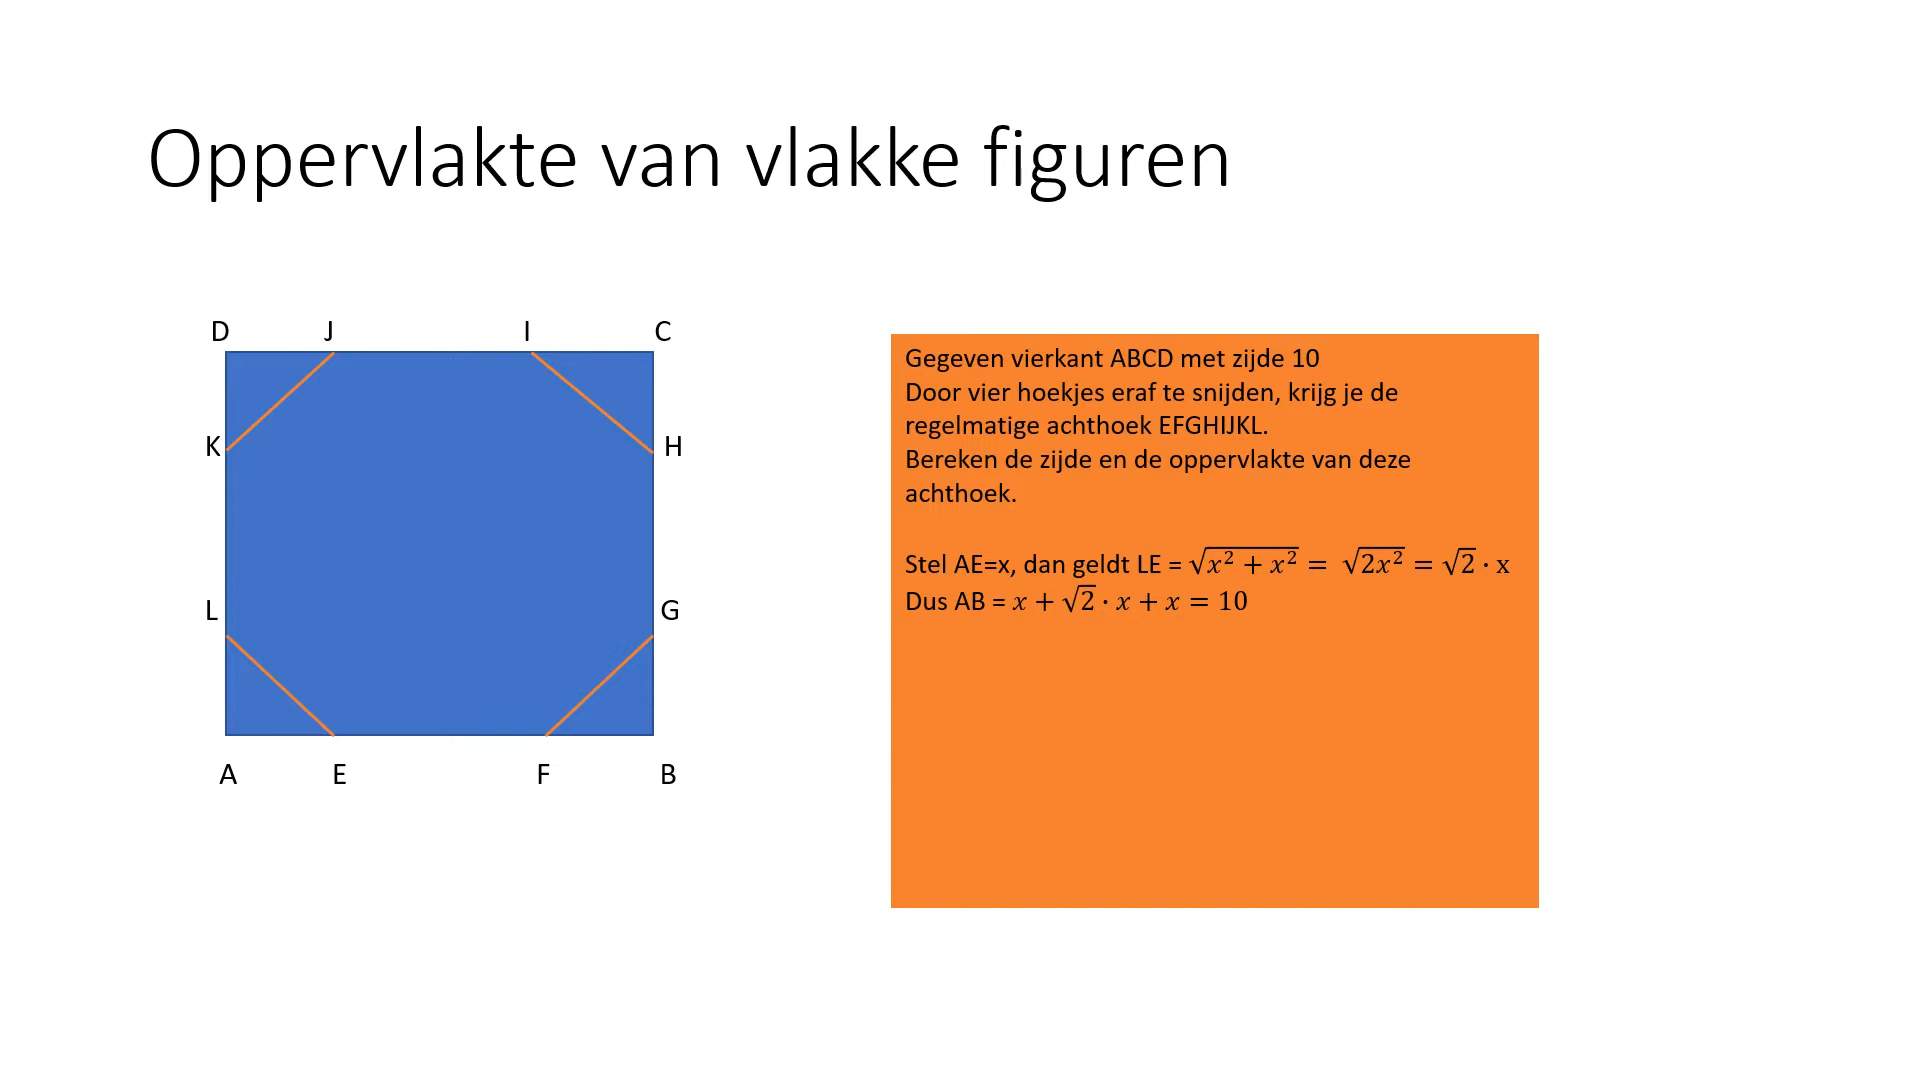 Oppervlakte van vlakke figuren
D J I C
K H
L G
A E F B
Gegeven vierkant ABCD met zijde 10
Door vier hoekjes eraf te snijden, krijg je de
regelmatige achthoek EFGHIJKL.
Bereken de zijde en de oppervlakte van deze
achthoek.
Stel AE=x, dan geldt LE = √(x² + x²) = √(2x²) = √2 · x
Dus AB = x + √2 · x + x = 10